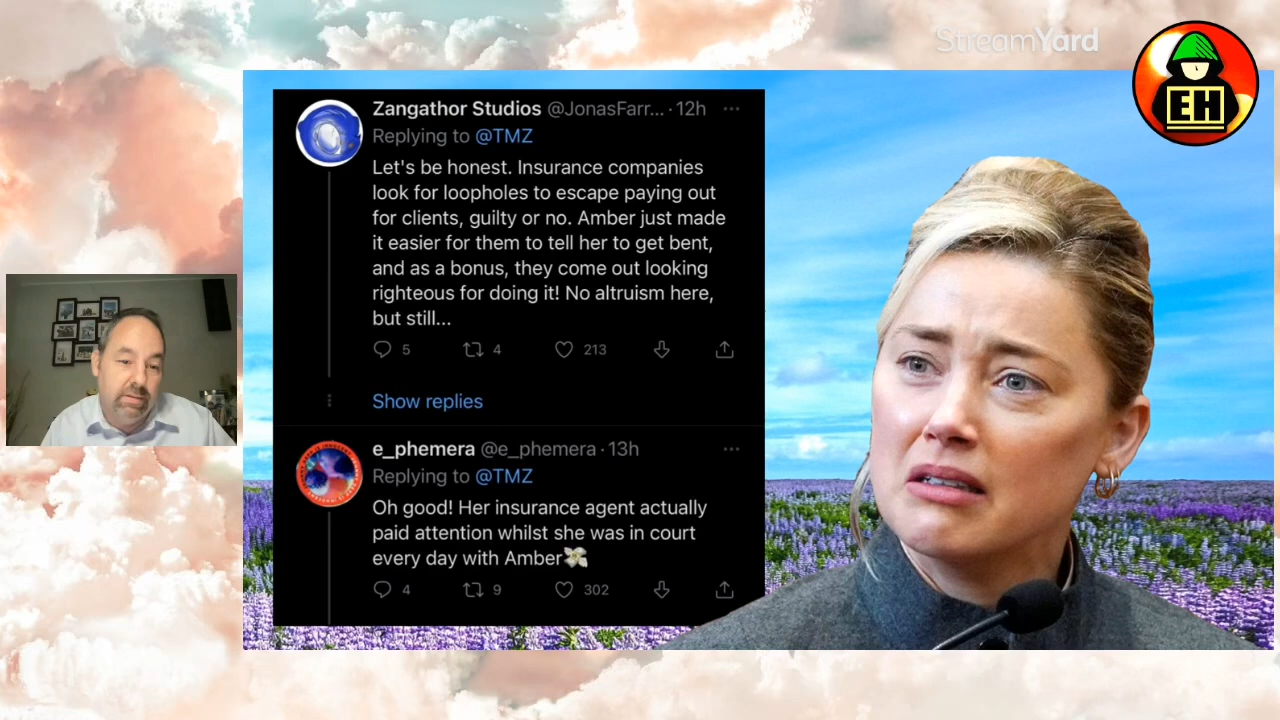 StreamYard
EH
Zangathor Studios @JonasFarr... · 12h
Replying to @TMZ
Let's be honest. Insurance companies
look for loopholes to escape paying out
for clients, guilty or no. Amber just made
it easier for them to tell her to get bent,
and as a bonus, they come out looking
righteous for doing it! No altruism here,
but still...
5 4 213
Show replies
e_phemera @e_phemera · 13h
Replying to @TMZ
Oh good! Her insurance agent actually
paid attention whilst she was in court
every day with Amber💸
4 9 302